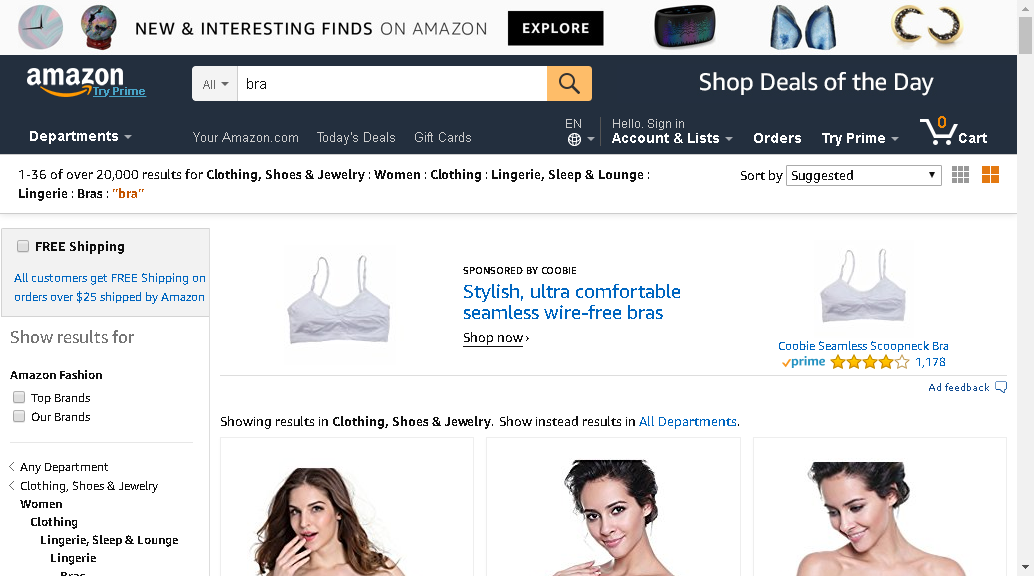 NEW & INTERESTING FINDS ON AMAZON
EXPLORE
amazon
Try Prime
All
bra
Shop Deals of the Day
Departments
Your Amazon.com
Today's Deals
Gift Cards
EN
Hello. Sign in
Account & Lists
Orders
Try Prime
0
Cart
1-36 of over 20,000 results for Clothing, Shoes & Jewelry : Women : Clothing : Lingerie, Sleep & Lounge :
Lingerie : Bras : "bra"
Sort by
Suggested
FREE Shipping
All customers get FREE Shipping on
orders over $25 shipped by Amazon
Show results for
Amazon Fashion
Top Brands
Our Brands
Any Department
Clothing, Shoes & Jewelry
Women
Clothing
Lingerie, Sleep & Lounge
Lingerie
Bras
SPONSORED BY COOBIE
Stylish, ultra comfortable
seamless wire-free bras
Shop now ›
Coobie Seamless Scoopneck Bra
prime
1,178
Ad feedback
Showing results in Clothing, Shoes & Jewelry. Show instead results in All Departments.